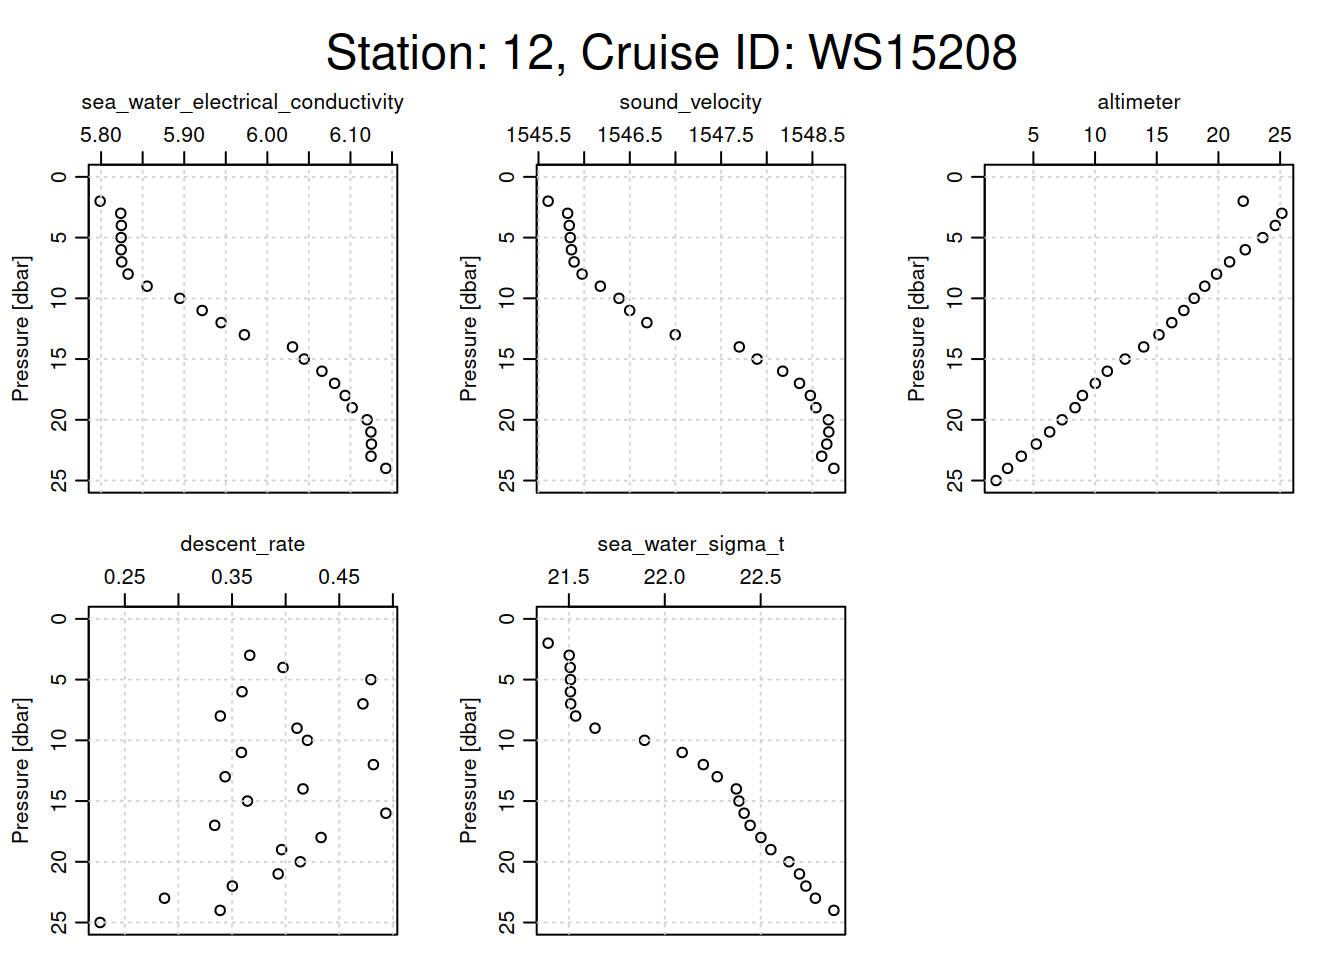 Station: 12, Cruise ID: WS15208
sea_water_electrical_conductivity
5.80 5.90 6.00 6.10
Pressure [dbar]
0
5
10
15
20
25
sound_velocity
1545.5 1546.5 1547.5 1548.5
Pressure [dbar]
0
5
10
15
20
25
altimeter
5 10 15 20 25
Pressure [dbar]
0
5
10
15
20
25
descent_rate
0.25 0.35 0.45
Pressure [dbar]
0
5
10
15
20
25
sea_water_sigma_t
21.5 22.0 22.5
Pressure [dbar]
0
5
10
15
20
25